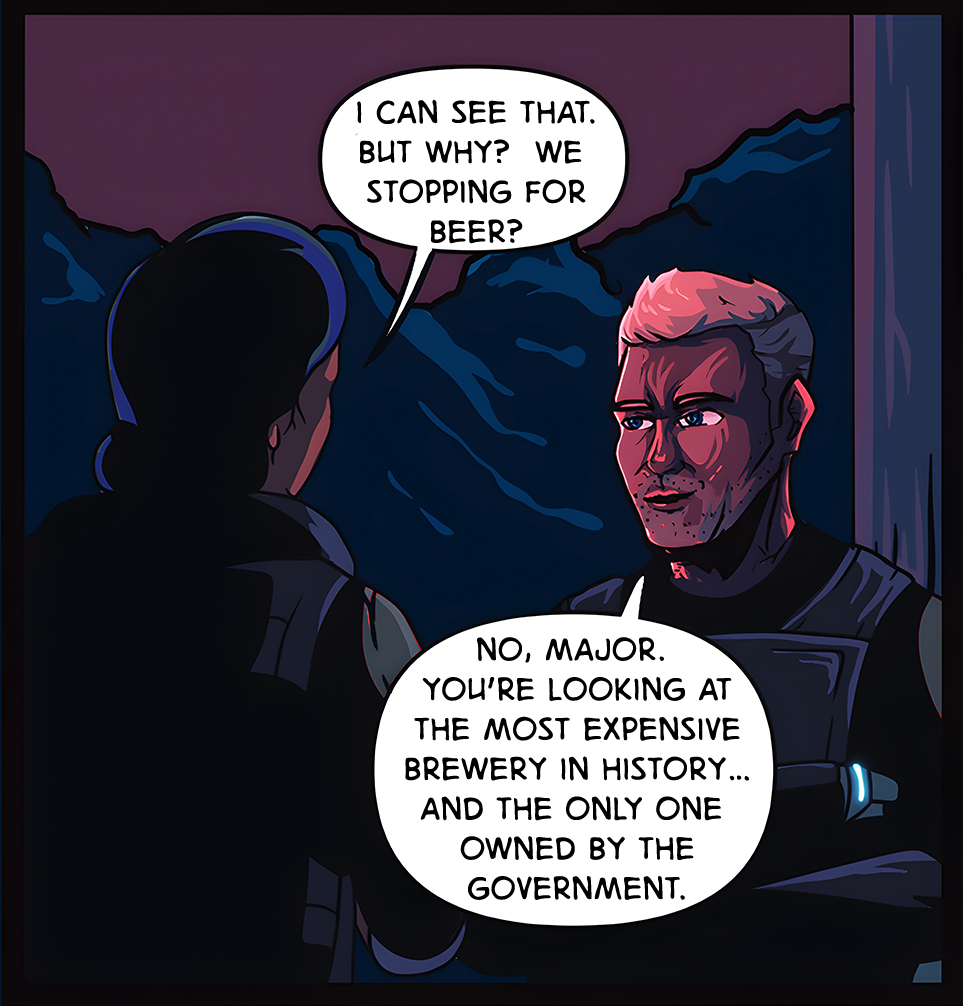 I CAN SEE THAT.
BUT WHY? WE
STOPPING FOR
BEER?
NO, MAJOR.
YOU'RE LOOKING AT
THE MOST EXPENSIVE
BREWERY IN HISTORY...
AND THE ONLY ONE
OWNED BY THE
GOVERNMENT.